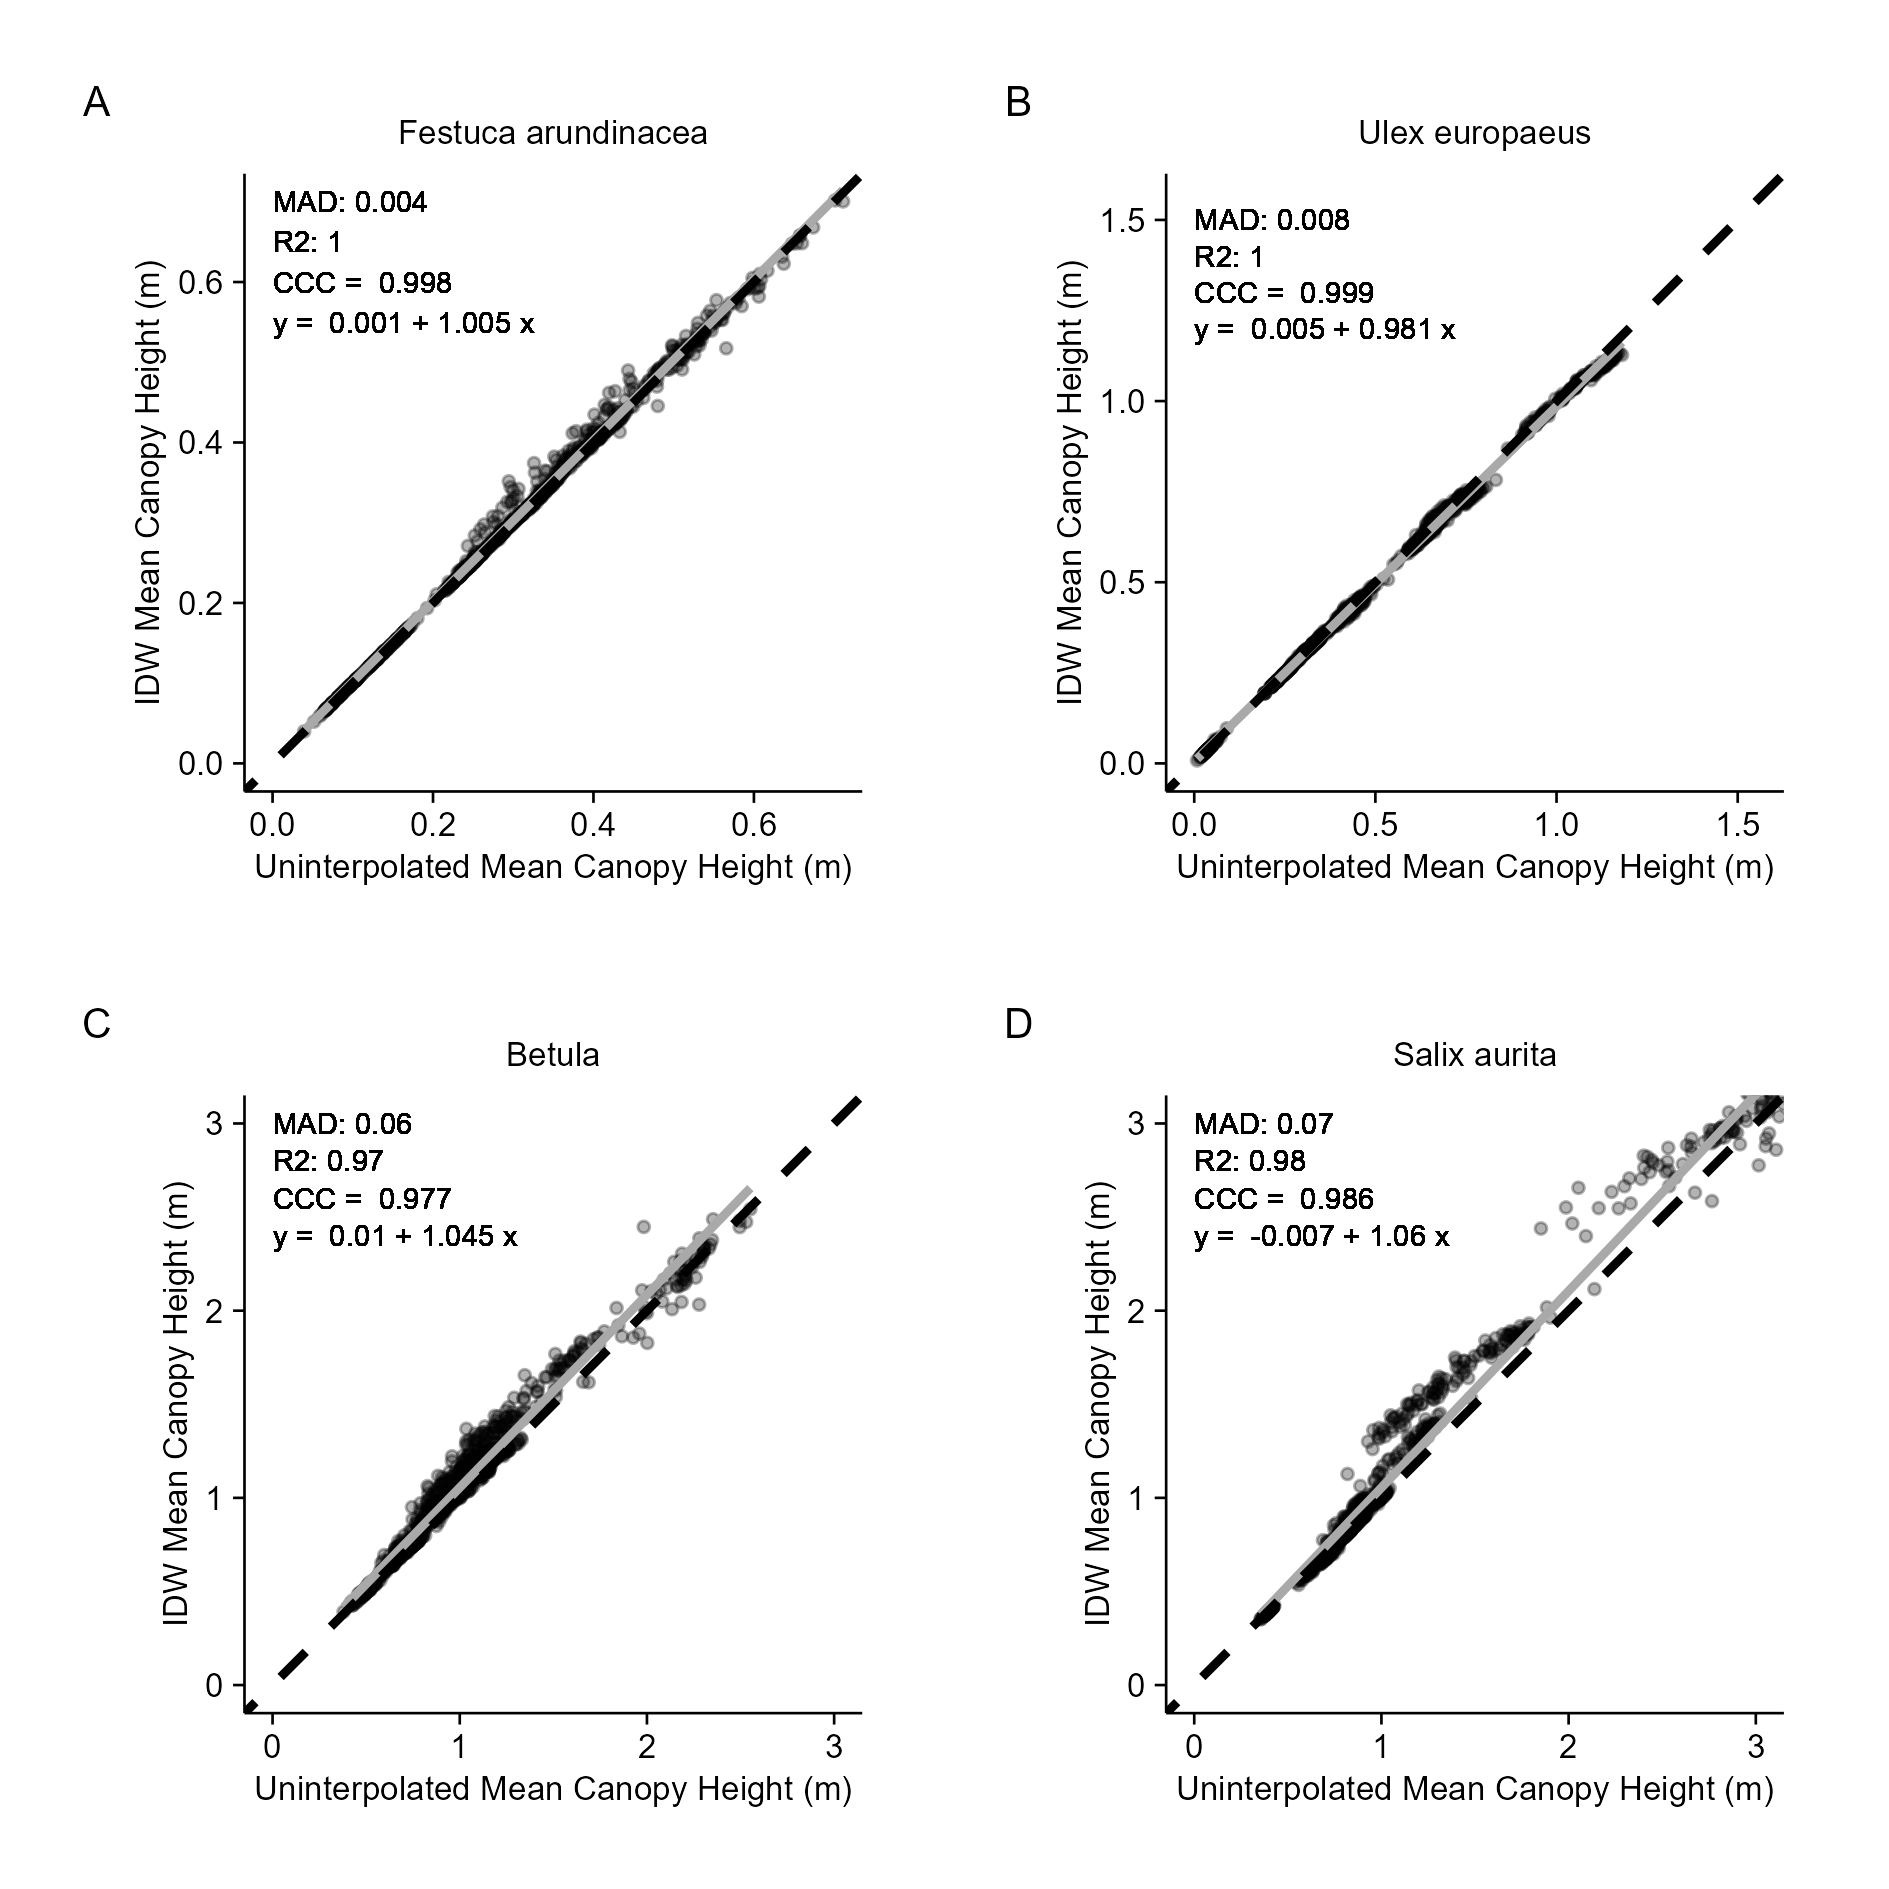 A
Festuca arundinacea
MAD: 0.004
R2: 1
CCC =  0.998
y =  0.001 + 1.005 x
IDW Mean Canopy Height (m)
0.6
0.4
0.2
0.0
0.0 0.2 0.4 0.6
Uninterpolated Mean Canopy Height (m)
B
Ulex europaeus
MAD: 0.008
R2: 1
CCC =  0.999
y =  0.005 + 0.981 x
IDW Mean Canopy Height (m)
1.5
1.0
0.5
0.0
0.0 0.5 1.0 1.5
Uninterpolated Mean Canopy Height (m)
C
Betula
MAD: 0.06
R2: 0.97
CCC =  0.977
y =  0.01 + 1.045 x
IDW Mean Canopy Height (m)
3
2
1
0
0 1 2 3
Uninterpolated Mean Canopy Height (m)
D
Salix aurita
MAD: 0.07
R2: 0.98
CCC =  0.986
y =  -0.007 + 1.06 x
IDW Mean Canopy Height (m)
3
2
1
0
0 1 2 3
Uninterpolated Mean Canopy Height (m)